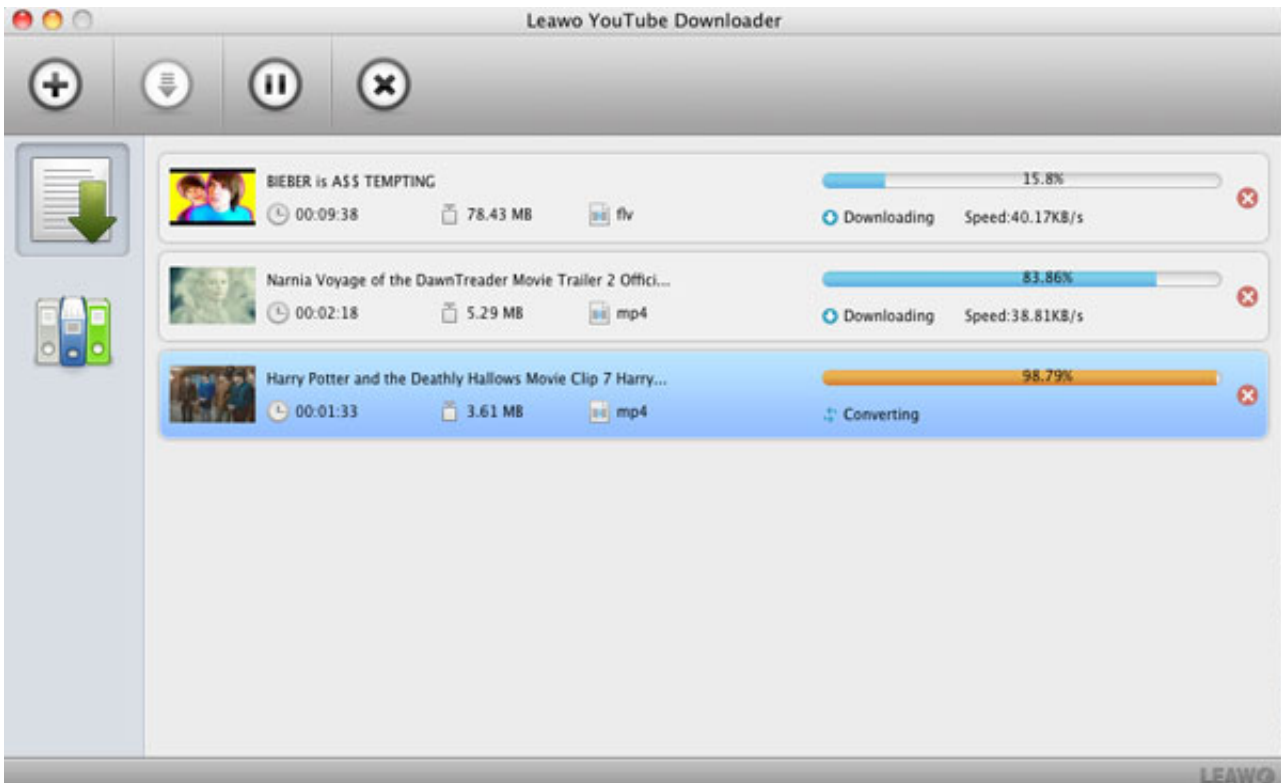 Leawo YouTube Downloader
BIEBER is A$$ TEMPTING
00:09:38 78.43 MB flv
15.8%
Downloading Speed:40.17KB/s
Narnia Voyage of the DawnTreader Movie Trailer 2 Offici...
00:02:18 5.29 MB mp4
83.86%
Downloading Speed:38.81KB/s
Harry Potter and the Deathly Hallows Movie Clip 7 Harry...
00:01:33 3.61 MB mp4
98.79%
Converting
LEAWO